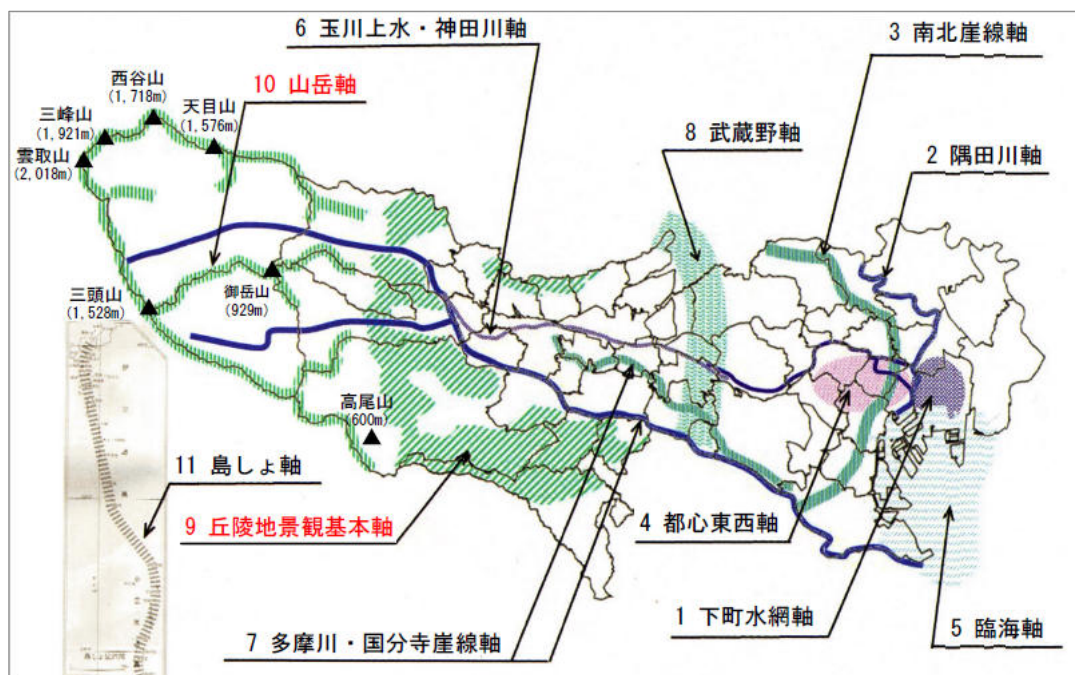 6 玉川上水・神田川軸
3 南北崖線軸
西谷山
(1,718m)
10 山岳軸
天目山
(1,576m)
三峰山
(1,921m)
8 武蔵野軸
雲取山
(2,018m)
2 隅田川軸
三頭山
(1,528m)
御岳山
(929m)
高尾山
(600m)
11 島しょ軸
9 丘陵地景観基本軸
4 都心東西軸
1 下町水網軸
7 多摩川・国分寺崖線軸
5 臨海軸